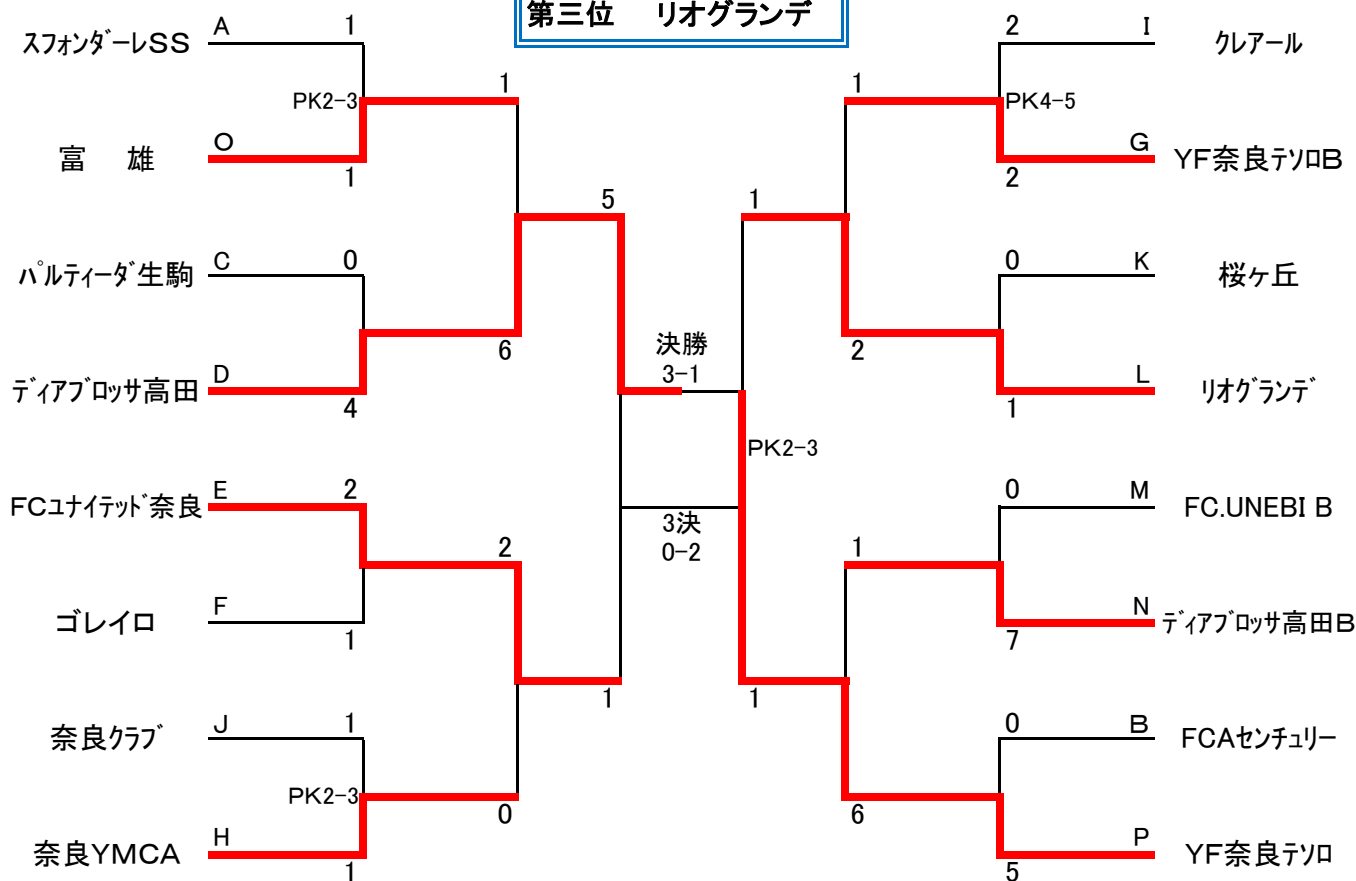 第三位 リオグランデ
スフォンダーレSS A 1
PK2-3
富 雄 O 1
1
パルティーダ生駒 C 0
ディアブロッサ高田 D 4
6
5
FCユナイテッド奈良 E 2
ゴレイロ F 1
2
奈良クラブ J 1
PK2-3
奈良YMCA H 1
0
1
決勝
3-1
3決
0-2
2 I クレアール
PK4-5
2 G YF奈良テソロB
1
0 K 桜ヶ丘
1 L リオグランデ
2
1
PK2-3
0 M FC.UNEBI B
7 N ディアブロッサ高田B
1
0 B FCAセンチュリー
5 P YF奈良テソロ
6
1